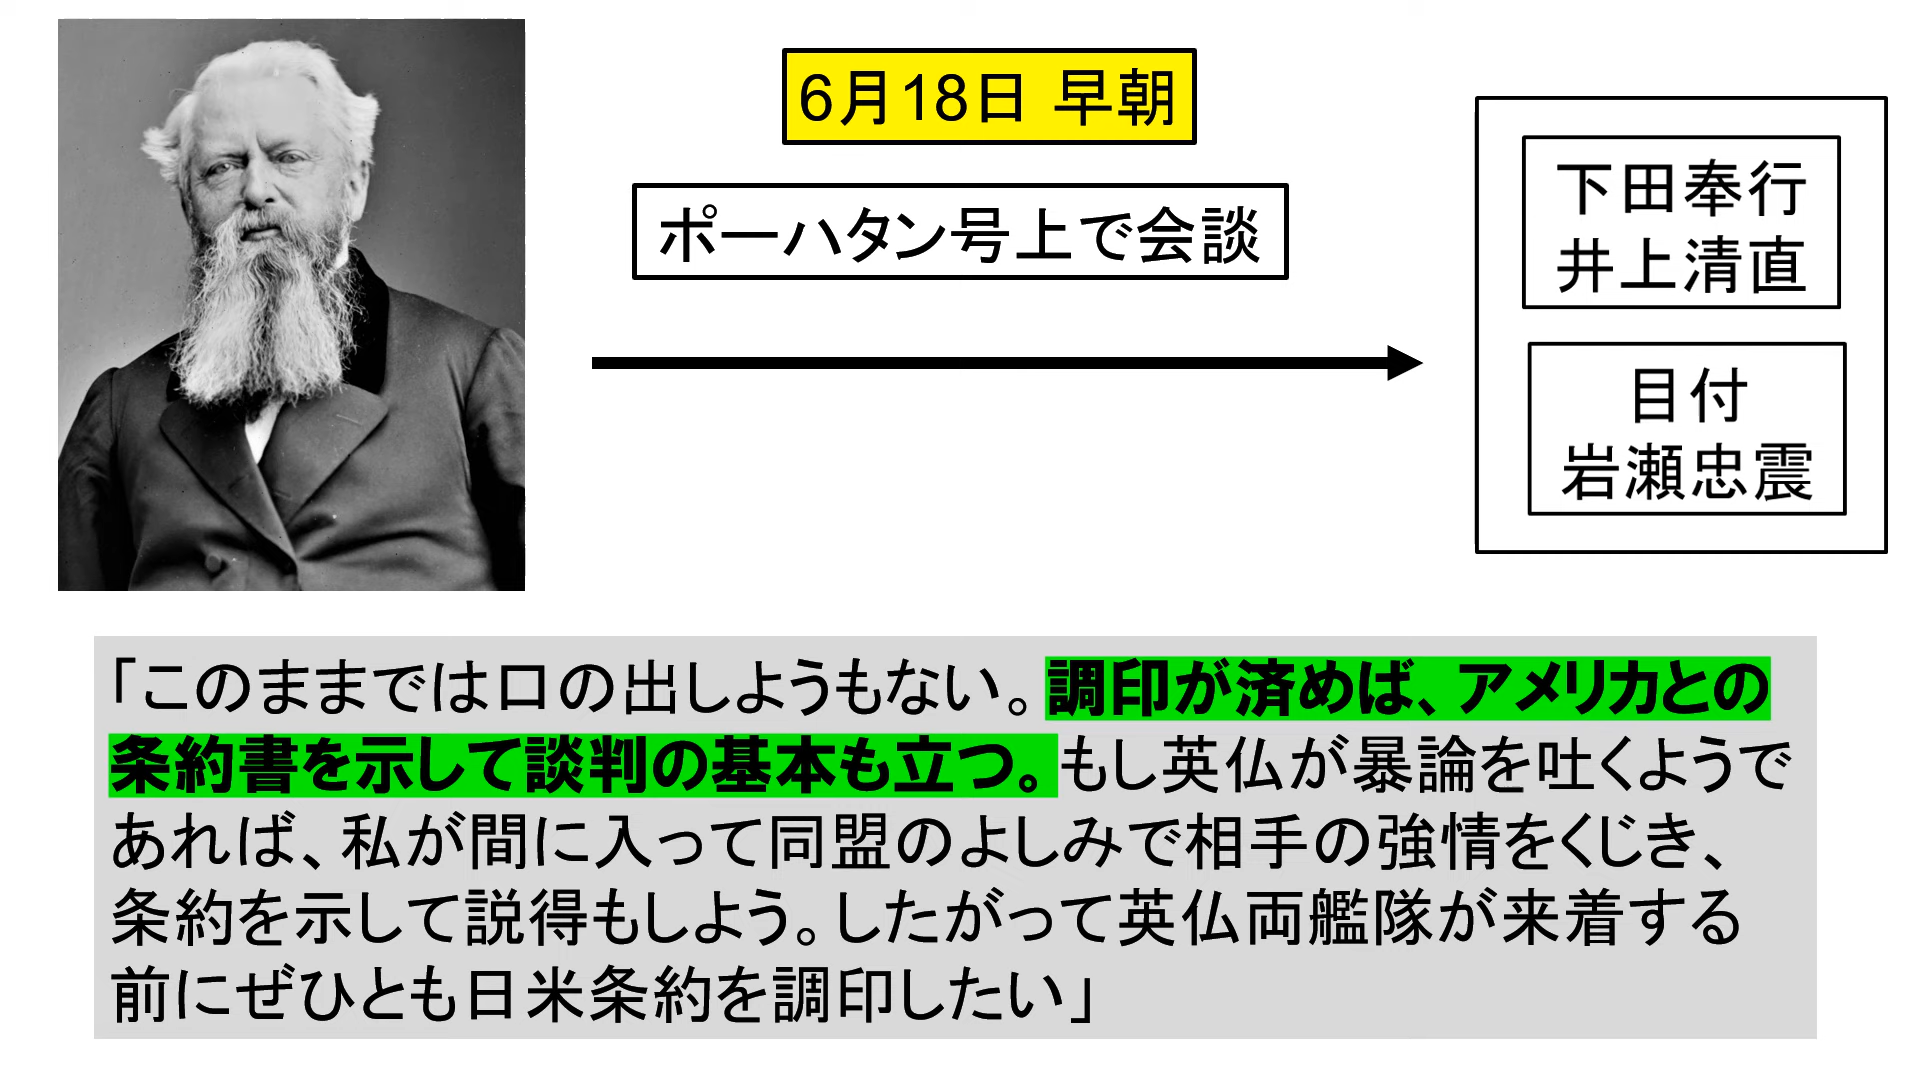 6月18日 早朝
ポーハタン号上で会談
下田奉行
井上清直
目付
岩瀬忠震
「このままでは口の出しようもない。調印が済めば、アメリカとの
条約書を示して談判の基本も立つ。もし英仏が暴論を吐くようで
あれば、私が間に入って同盟のよしみで相手の強情をくじき、
条約を示して説得もしよう。したがって英仏両艦隊が来着する
前にぜひとも日米条約を調印したい」